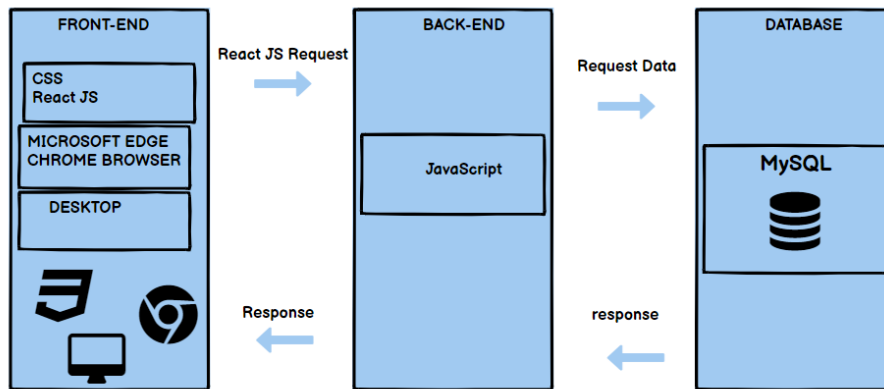 FRONT-END
CSS
React JS
MICROSOFT EDGE
CHROME BROWSER
DESKTOP
React JS Request
Response
BACK-END
JavaScript
Request Data
response
DATABASE
MySQL